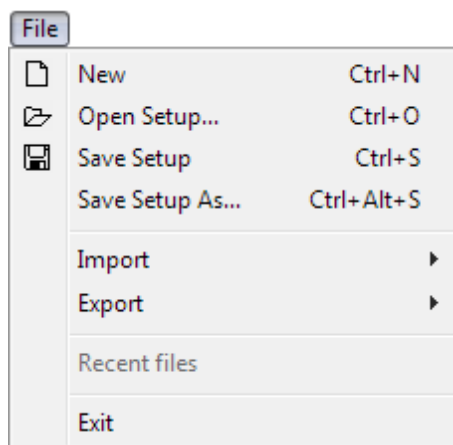 File
New Ctrl+N
Open Setup... Ctrl+O
Save Setup Ctrl+S
Save Setup As... Ctrl+Alt+S
Import
Export
Recent files
Exit